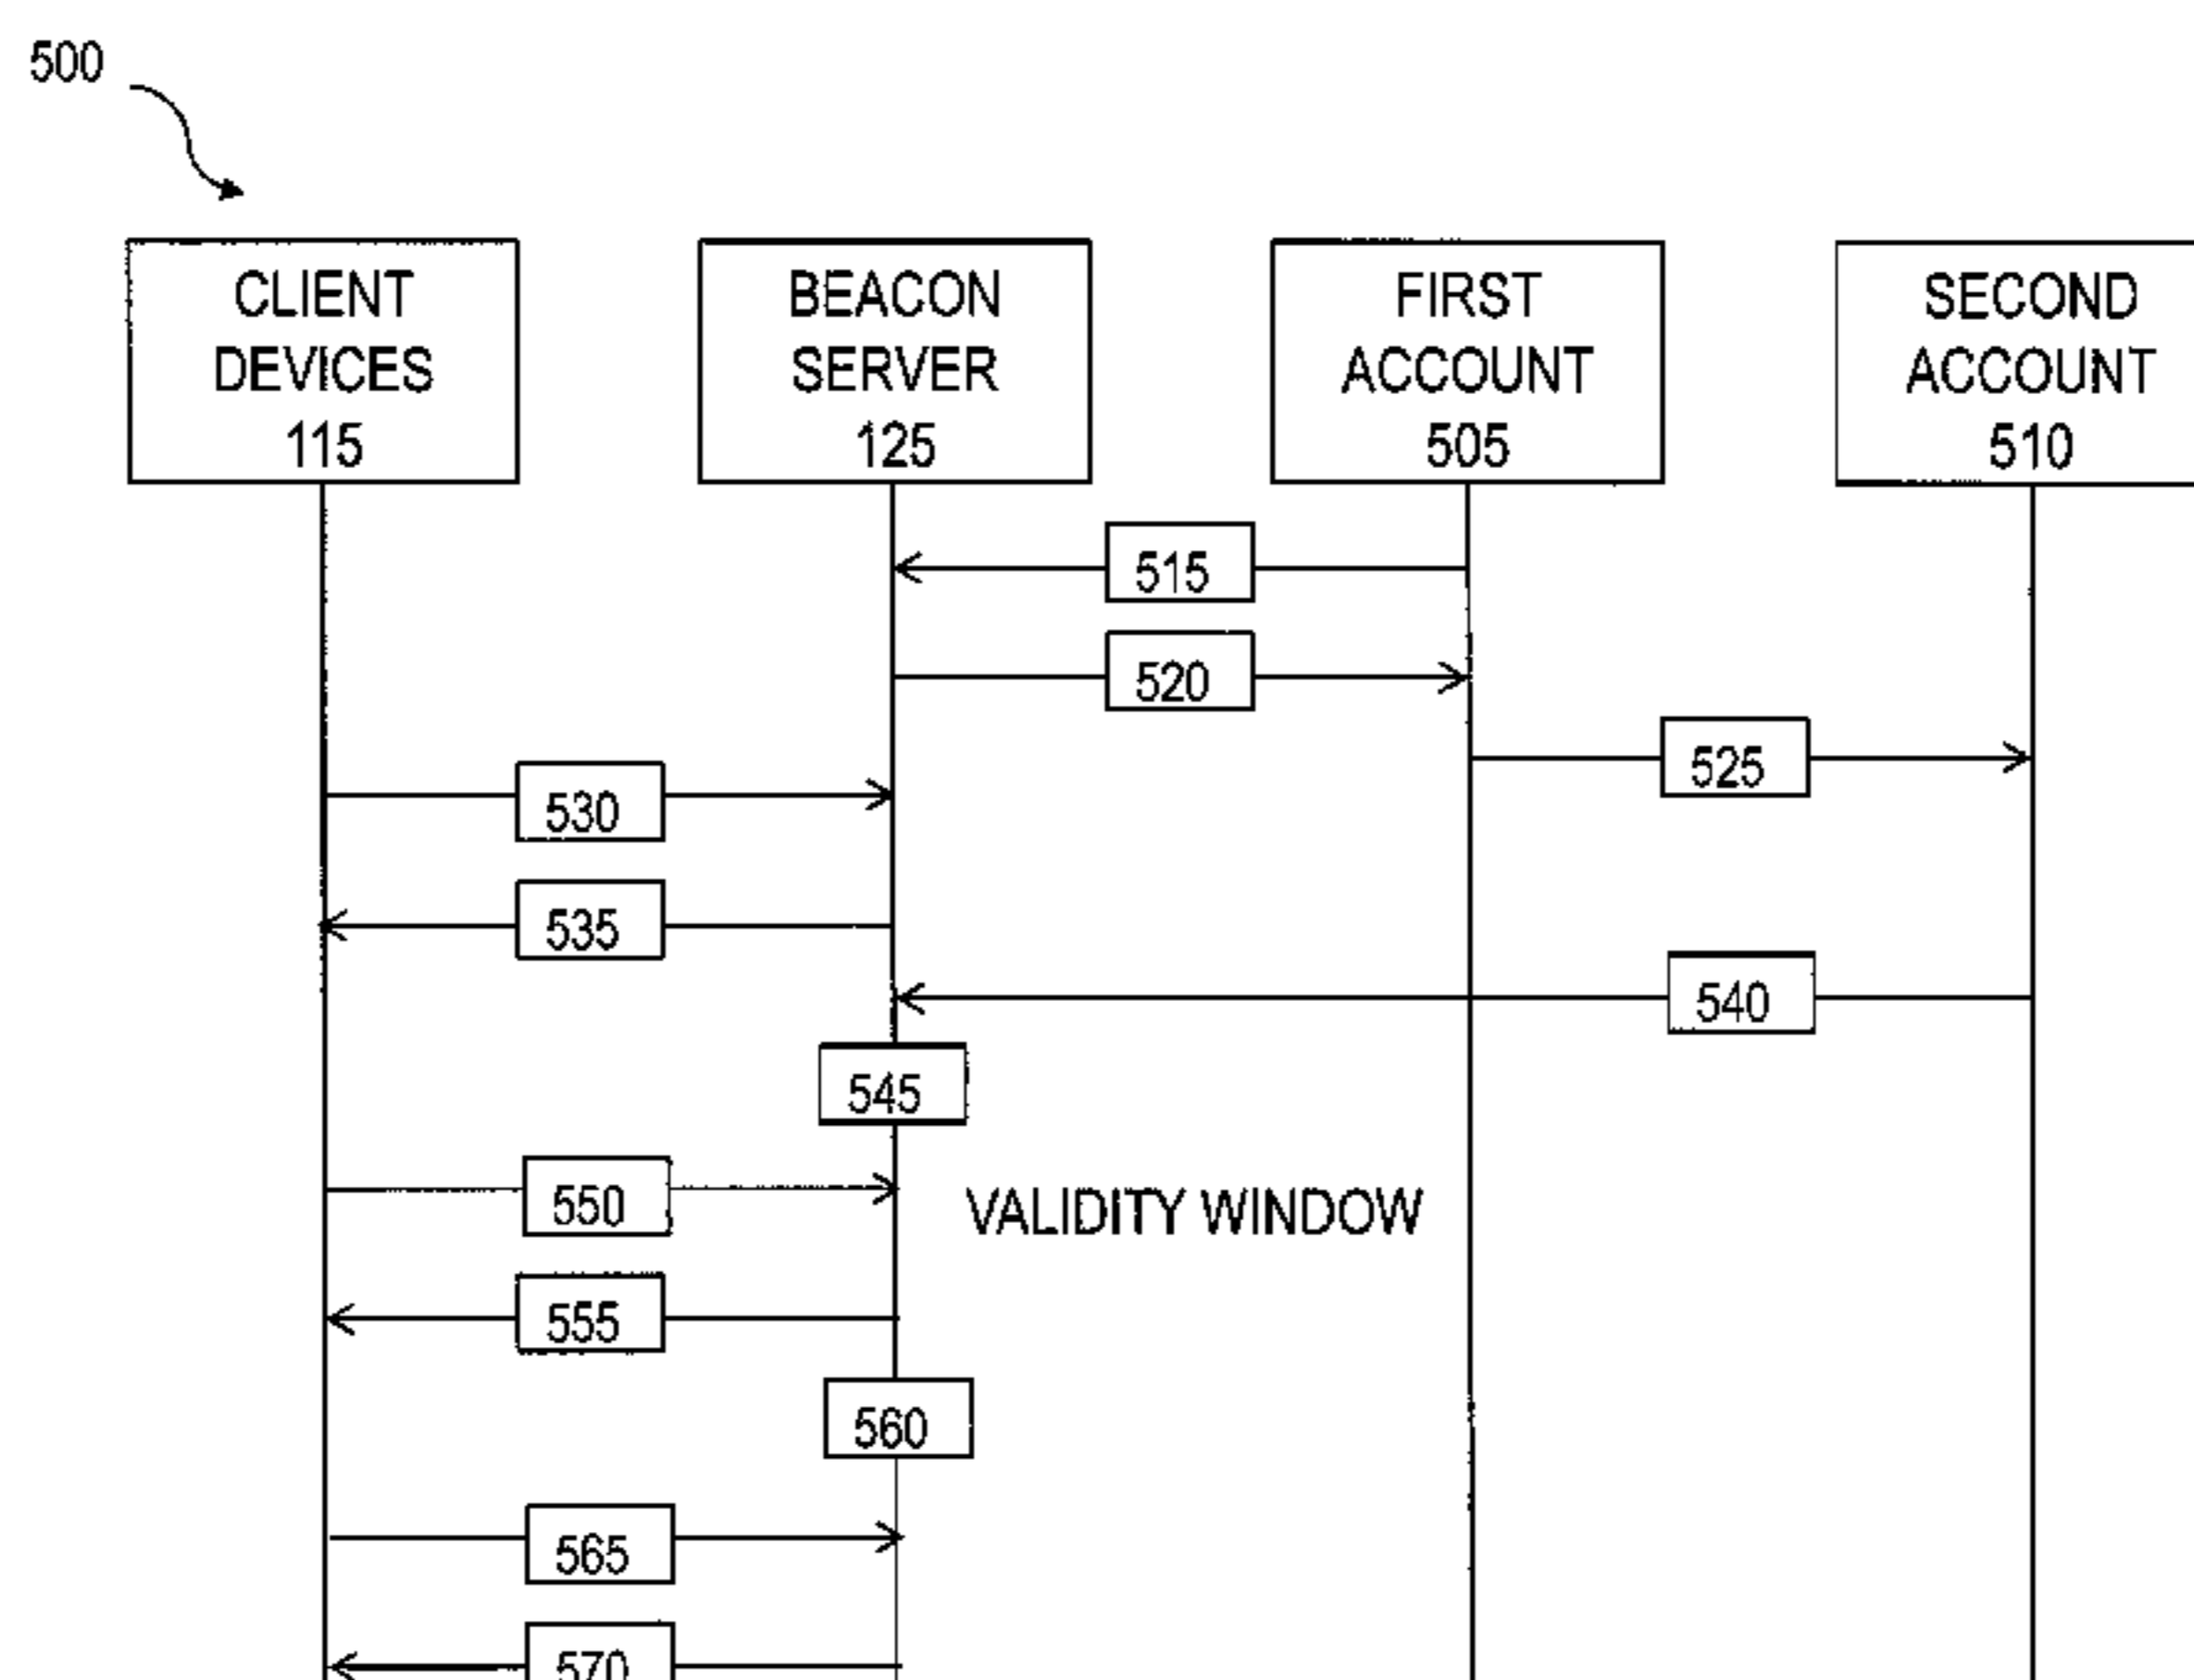 500
CLIENT
DEVICES
115
BEACON
SERVER
125
FIRST
ACCOUNT
505
SECOND
ACCOUNT
510
515
520
525
530
535
540
545
550
VALIDITY WINDOW
555
560
565
570